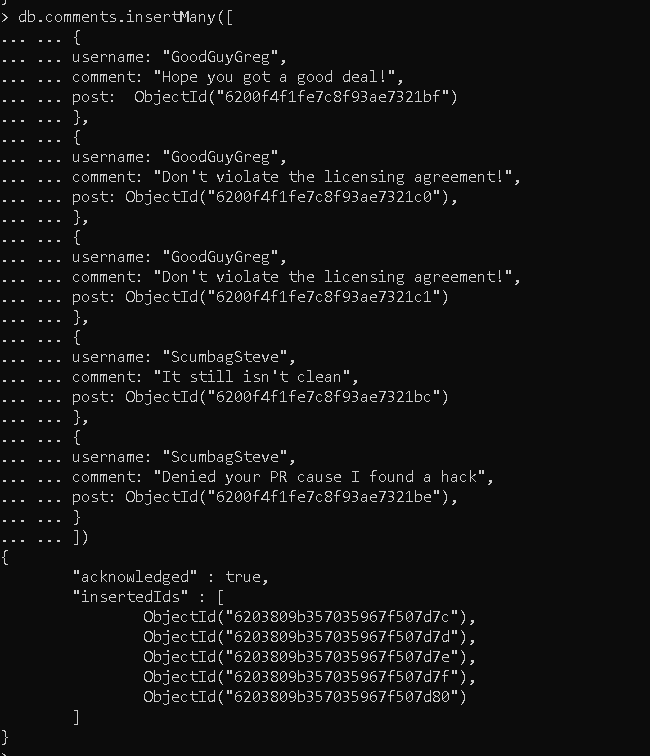 > db.comments.insertMany([
... ... {
... ... username: "GoodGuyGreg",
... ... comment: "Hope you got a good deal!",
... ... post:  ObjectId("6200f4f1fe7c8f93ae7321bf")
... ... },
... ... {
... ... username: "GoodGuyGreg",
... ... comment: "Don't violate the licensing agreement!",
... ... post: ObjectId("6200f4f1fe7c8f93ae7321c0"),
... ... },
... ... {
... ... username: "GoodGuyGreg",
... ... comment: "Don't violate the licensing agreement!",
... ... post: ObjectId("6200f4f1fe7c8f93ae7321c1")
... ... },
... ... {
... ... username: "ScumbagSteve",
... ... comment: "It still isn't clean",
... ... post: ObjectId("6200f4f1fe7c8f93ae7321bc")
... ... },
... ... {
... ... username: "ScumbagSteve",
... ... comment: "Denied your PR cause I found a hack",
... ... post: ObjectId("6200f4f1fe7c8f93ae7321be"),
... ... }
... ... ])
{
        "acknowledged" : true,
        "insertedIds" : [
                ObjectId("6203809b357035967f507d7c"),
                ObjectId("6203809b357035967f507d7d"),
                ObjectId("6203809b357035967f507d7e"),
                ObjectId("6203809b357035967f507d7f"),
                ObjectId("6203809b357035967f507d80")
        ]
}